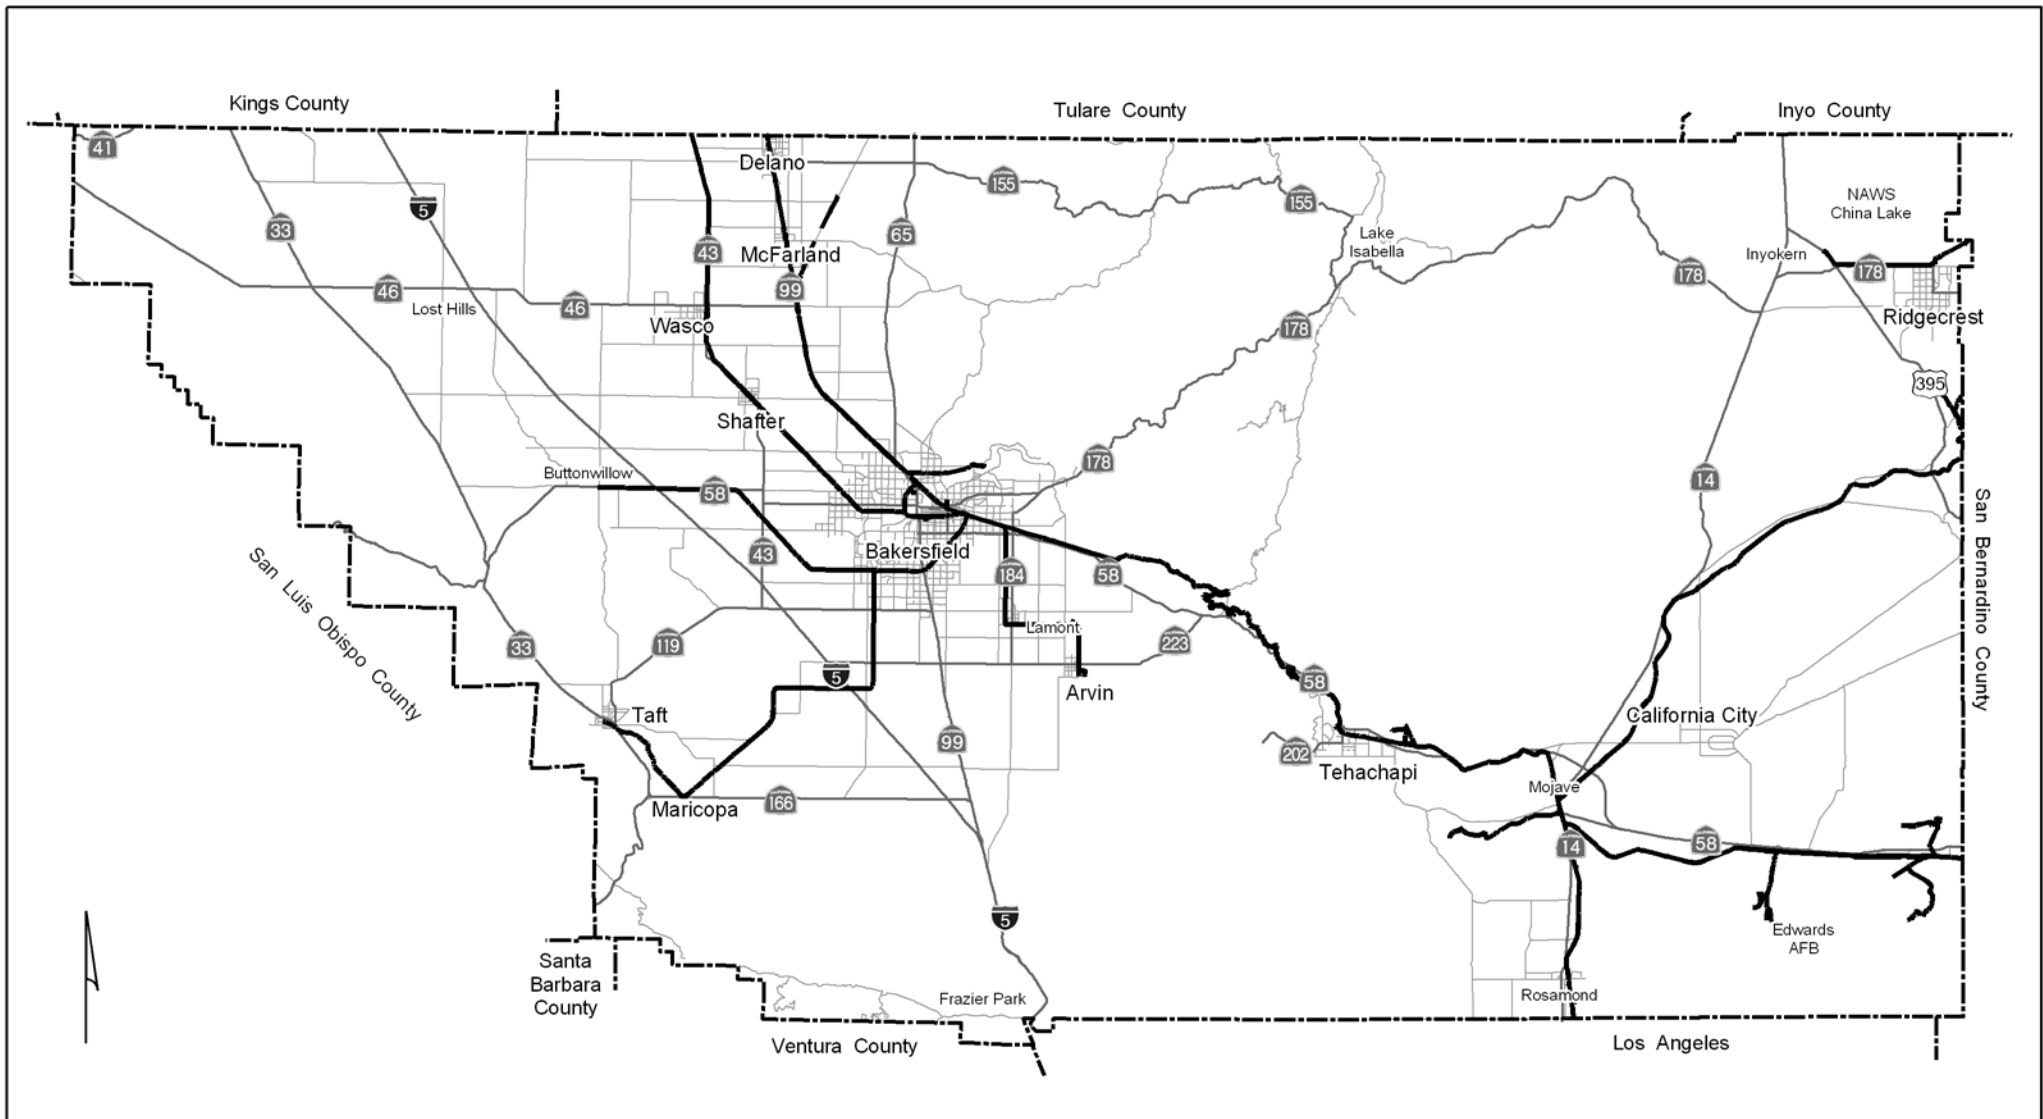 Kings County
Tulare County
Inyo County
41
Delano
155
155
NAWS
China Lake
5
33
65
43
McFarland
Lake
Isabella
Inyokern
178
178
99
46
46
Lost Hills
Wasco
178
Ridgecrest
395
Shafter
178
Buttonwillow
58
14
San Bernardino County
San Luis Obispo County
43
Bakersfield
184
58
Lamont
33
119
223
5
58
Arvin
Taft
California City
99
202
Tehachapi
Mojave
Maricopa
166
14
58
5
Edwards
AFB
Santa
Barbara
County
Frazier Park
Rosamond
Ventura County
Los Angeles